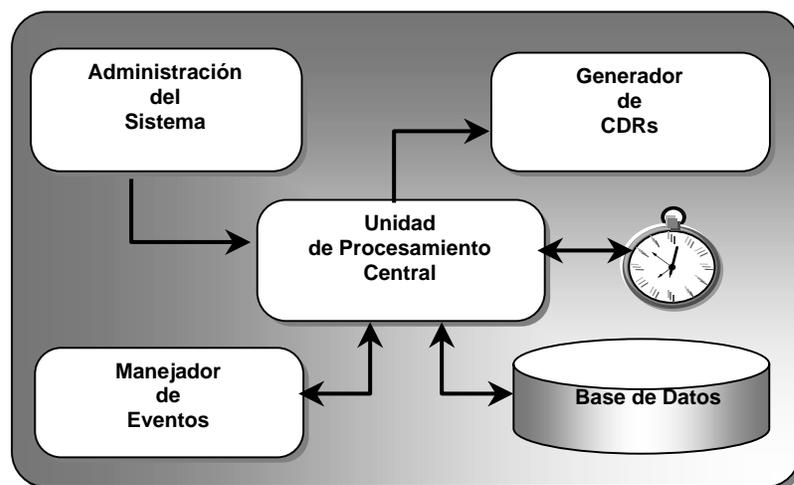 Administración
del
Sistema
Generador
de
CDRs
Unidad
de Procesamiento
Central
Manejador
de
Eventos
Base de Datos